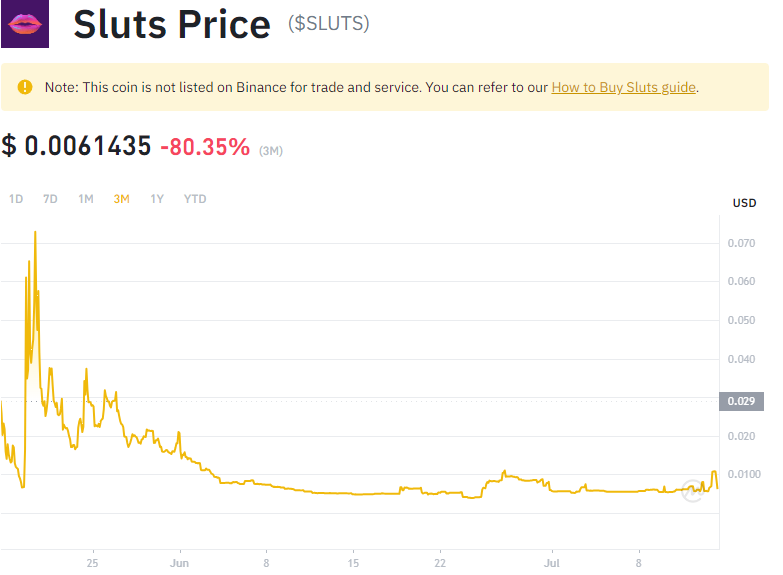 Sluts Price ($SLUTS)
Note: This coin is not listed on Binance for trade and service. You can refer to our How to Buy Sluts guide.
$ 0.0061435 -80.35% (3M)
1D 7D 1M 3M 1Y YTD
USD
0.070
0.060
0.050
0.040
0.029
0.020
0.0100
25 Jun 8 15 22 Jul 8